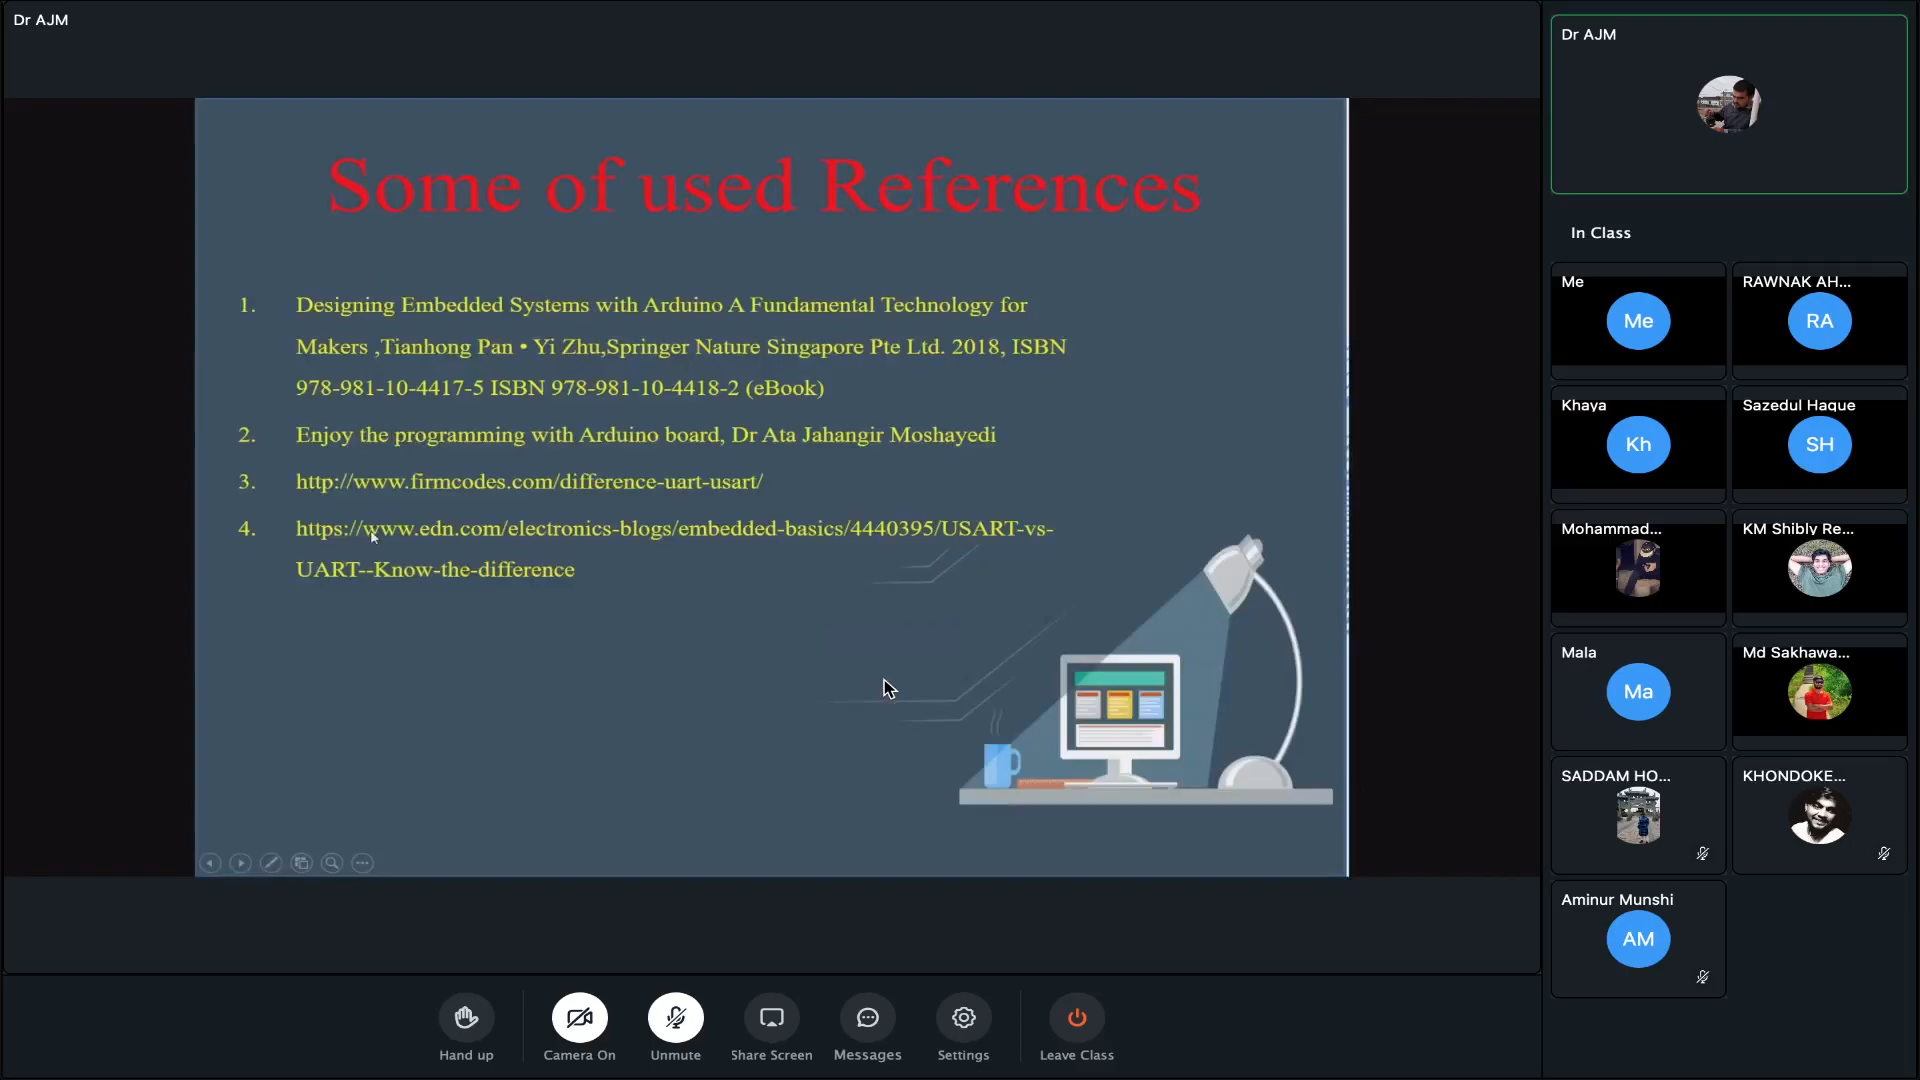 Dr AJM
Some of used References
1. Designing Embedded Systems with Arduino A Fundamental Technology for
Makers ,Tianhong Pan • Yi Zhu,Springer Nature Singapore Pte Ltd. 2018, ISBN
978-981-10-4417-5 ISBN 978-981-10-4418-2 (eBook)
2. Enjoy the programming with Arduino board, Dr Ata Jahangir Moshayedi
3. http://www.firmcodes.com/difference-uart-usart/
4. https://www.edn.com/electronics-blogs/embedded-basics/4440395/USART-vs-
UART--Know-the-difference
Dr AJM
In Class
Me
Me
RAWNAK AH...
RA
Khaya
Kh
Sazedul Haque
SH
Mohammad...
KM Shibly Re...
Mala
Ma
Md Sakhawa...
SADDAM HO...
KHONDOKE...
Aminur Munshi
AM
Hand up
Camera On
Unmute
Share Screen
Messages
Settings
Leave Class